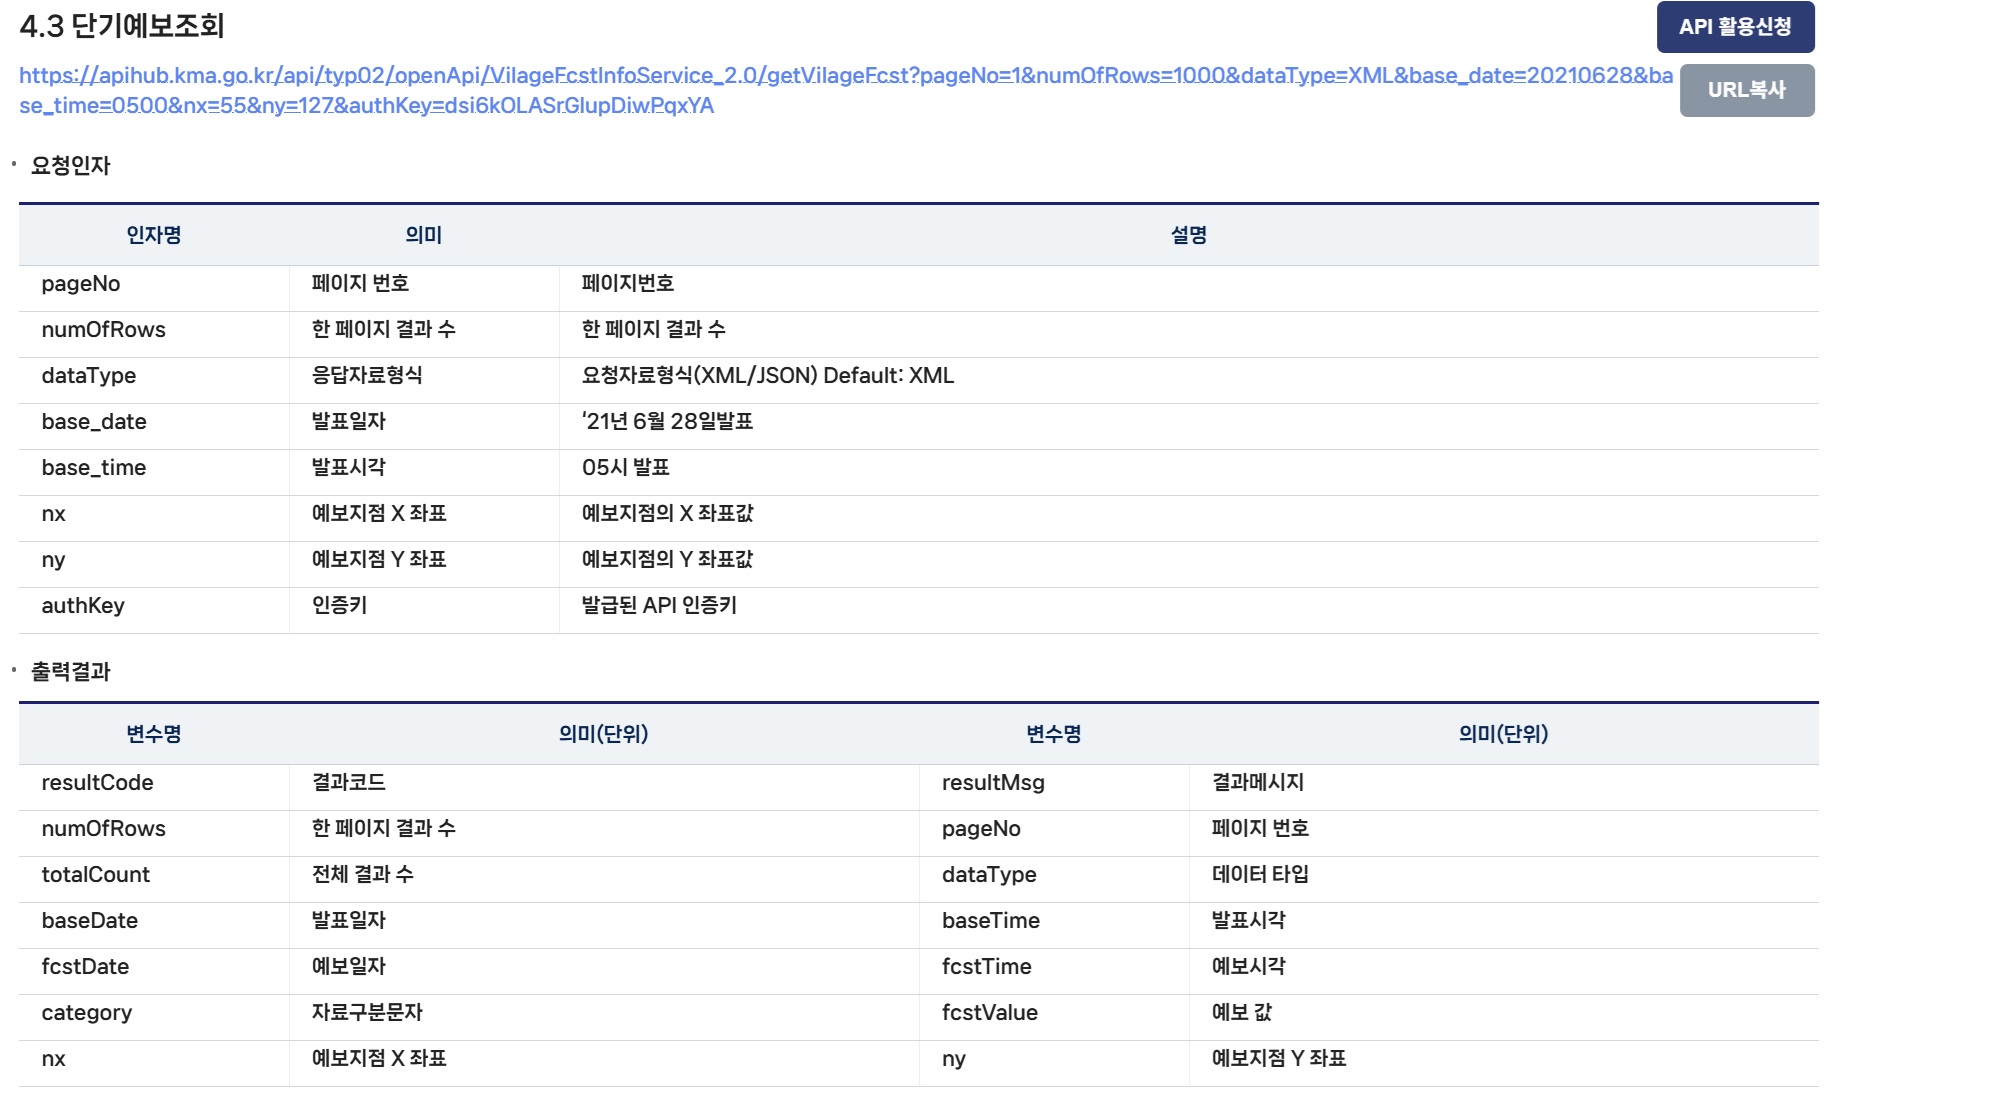 4.3 단기예보조회
API 활용신청
https://apihub.kma.go.kr/api/typ02/openApi/VilageFcstInfoService_2.0/getVilageFcst?pageNo=1&numOfRows=1000&dataType=XML&base_date=20210628&ba
se_time=0500&nx=55&ny=127&authKey=dsi6kOLASrGlupDiwPqxYA
URL복사
· 요청인자
인자명 의미 설명
pageNo 페이지 번호 페이지번호
numOfRows 한 페이지 결과 수 한 페이지 결과 수
dataType 응답자료형식 요청자료형식(XML/JSON) Default: XML
base_date 발표일자 ‘21년 6월 28일발표
base_time 발표시각 05시 발표
nx 예보지점 X 좌표 예보지점의 X 좌표값
ny 예보지점 Y 좌표 예보지점의 Y 좌표값
authKey 인증키 발급된 API 인증키
· 출력결과
변수명 의미(단위) 변수명 의미(단위)
resultCode 결과코드 resultMsg 결과메시지
numOfRows 한 페이지 결과 수 pageNo 페이지 번호
totalCount 전체 결과 수 dataType 데이터 타입
baseDate 발표일자 baseTime 발표시각
fcstDate 예보일자 fcstTime 예보시각
category 자료구분문자 fcstValue 예보 값
nx 예보지점 X 좌표 ny 예보지점 Y 좌표